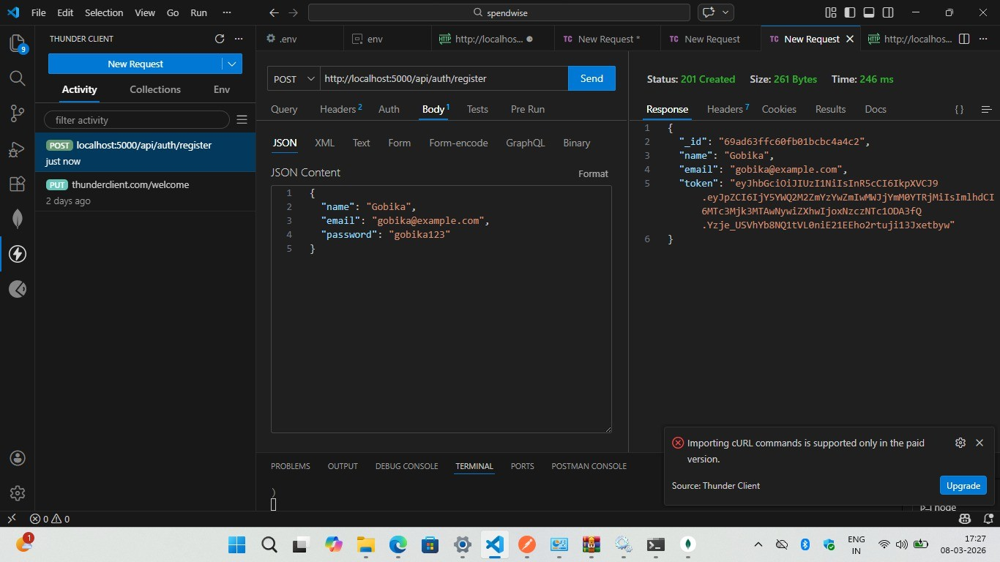 File Edit Selection View Go Run ···
spendwise
9
THUNDER CLIENT
New Request
Activity Collections Env
filter activity
POST localhost:5000/api/auth/register
just now
PUT thunderclient.com/welcome
2 days ago
.env
env
HTTP http://localhos...
TC New Request *
TC New Request
TC New Request
HTTP http://localhos...
POST http://localhost:5000/api/auth/register Send
Query Headers 2 Auth Body 1 Tests Pre Run
JSON XML Text Form Form-encode GraphQL Binary
JSON Content Format
1 {
2 "name": "Gobika",
3 "email": "gobika@example.com",
4 "password": "gobika123"
5 }
Status: 201 Created Size: 261 Bytes Time: 246 ms
Response Headers 7 Cookies Results Docs {}
1 {
2 "_id": "69ad63ffc60fb01bcbc4a4c2",
3 "name": "Gobika",
4 "email": "gobika@example.com",
5 "token": "eyJhbGciOiJIUzI1NiIsInR5cCI6IkpXVCJ9
.eyJpZCI6IjY5YWQ2M2ZmYzYwZmIwMWJjYmM0YTRjMiIsImlhdCI
6MTc3Mjk3MTAwNywiZXhwIjoxNzczNTc1ODA3fQ
.Yzje_USVhYb8NQ1tVL0niE21EEho2rtuji13Jxetbyw"
6 }
PROBLEMS OUTPUT DEBUG CONSOLE TERMINAL PORTS POSTMAN CONSOLE
)
Importing cURL commands is supported only in the paid
version.
Source: Thunder Client Upgrade
node
0 0
1
ENG
IN
17:27
08-03-2026